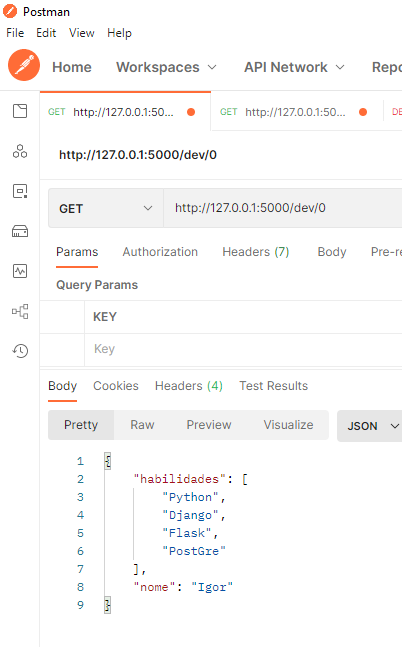 Postman
File Edit View Help
Home Workspaces API Network Repo
GET http://127.0.0.1:50... GET http://127.0.0.1:50... DE
http://127.0.0.1:5000/dev/0
GET http://127.0.0.1:5000/dev/0
Params Authorization Headers (7) Body Pre-re
Query Params
KEY
Key
Body Cookies Headers (4) Test Results
Pretty Raw Preview Visualize JSON
1 {
2 "habilidades": [
3 "Python",
4 "Django",
5 "Flask",
6 "PostGre"
7 ],
8 "nome": "Igor"
9 }